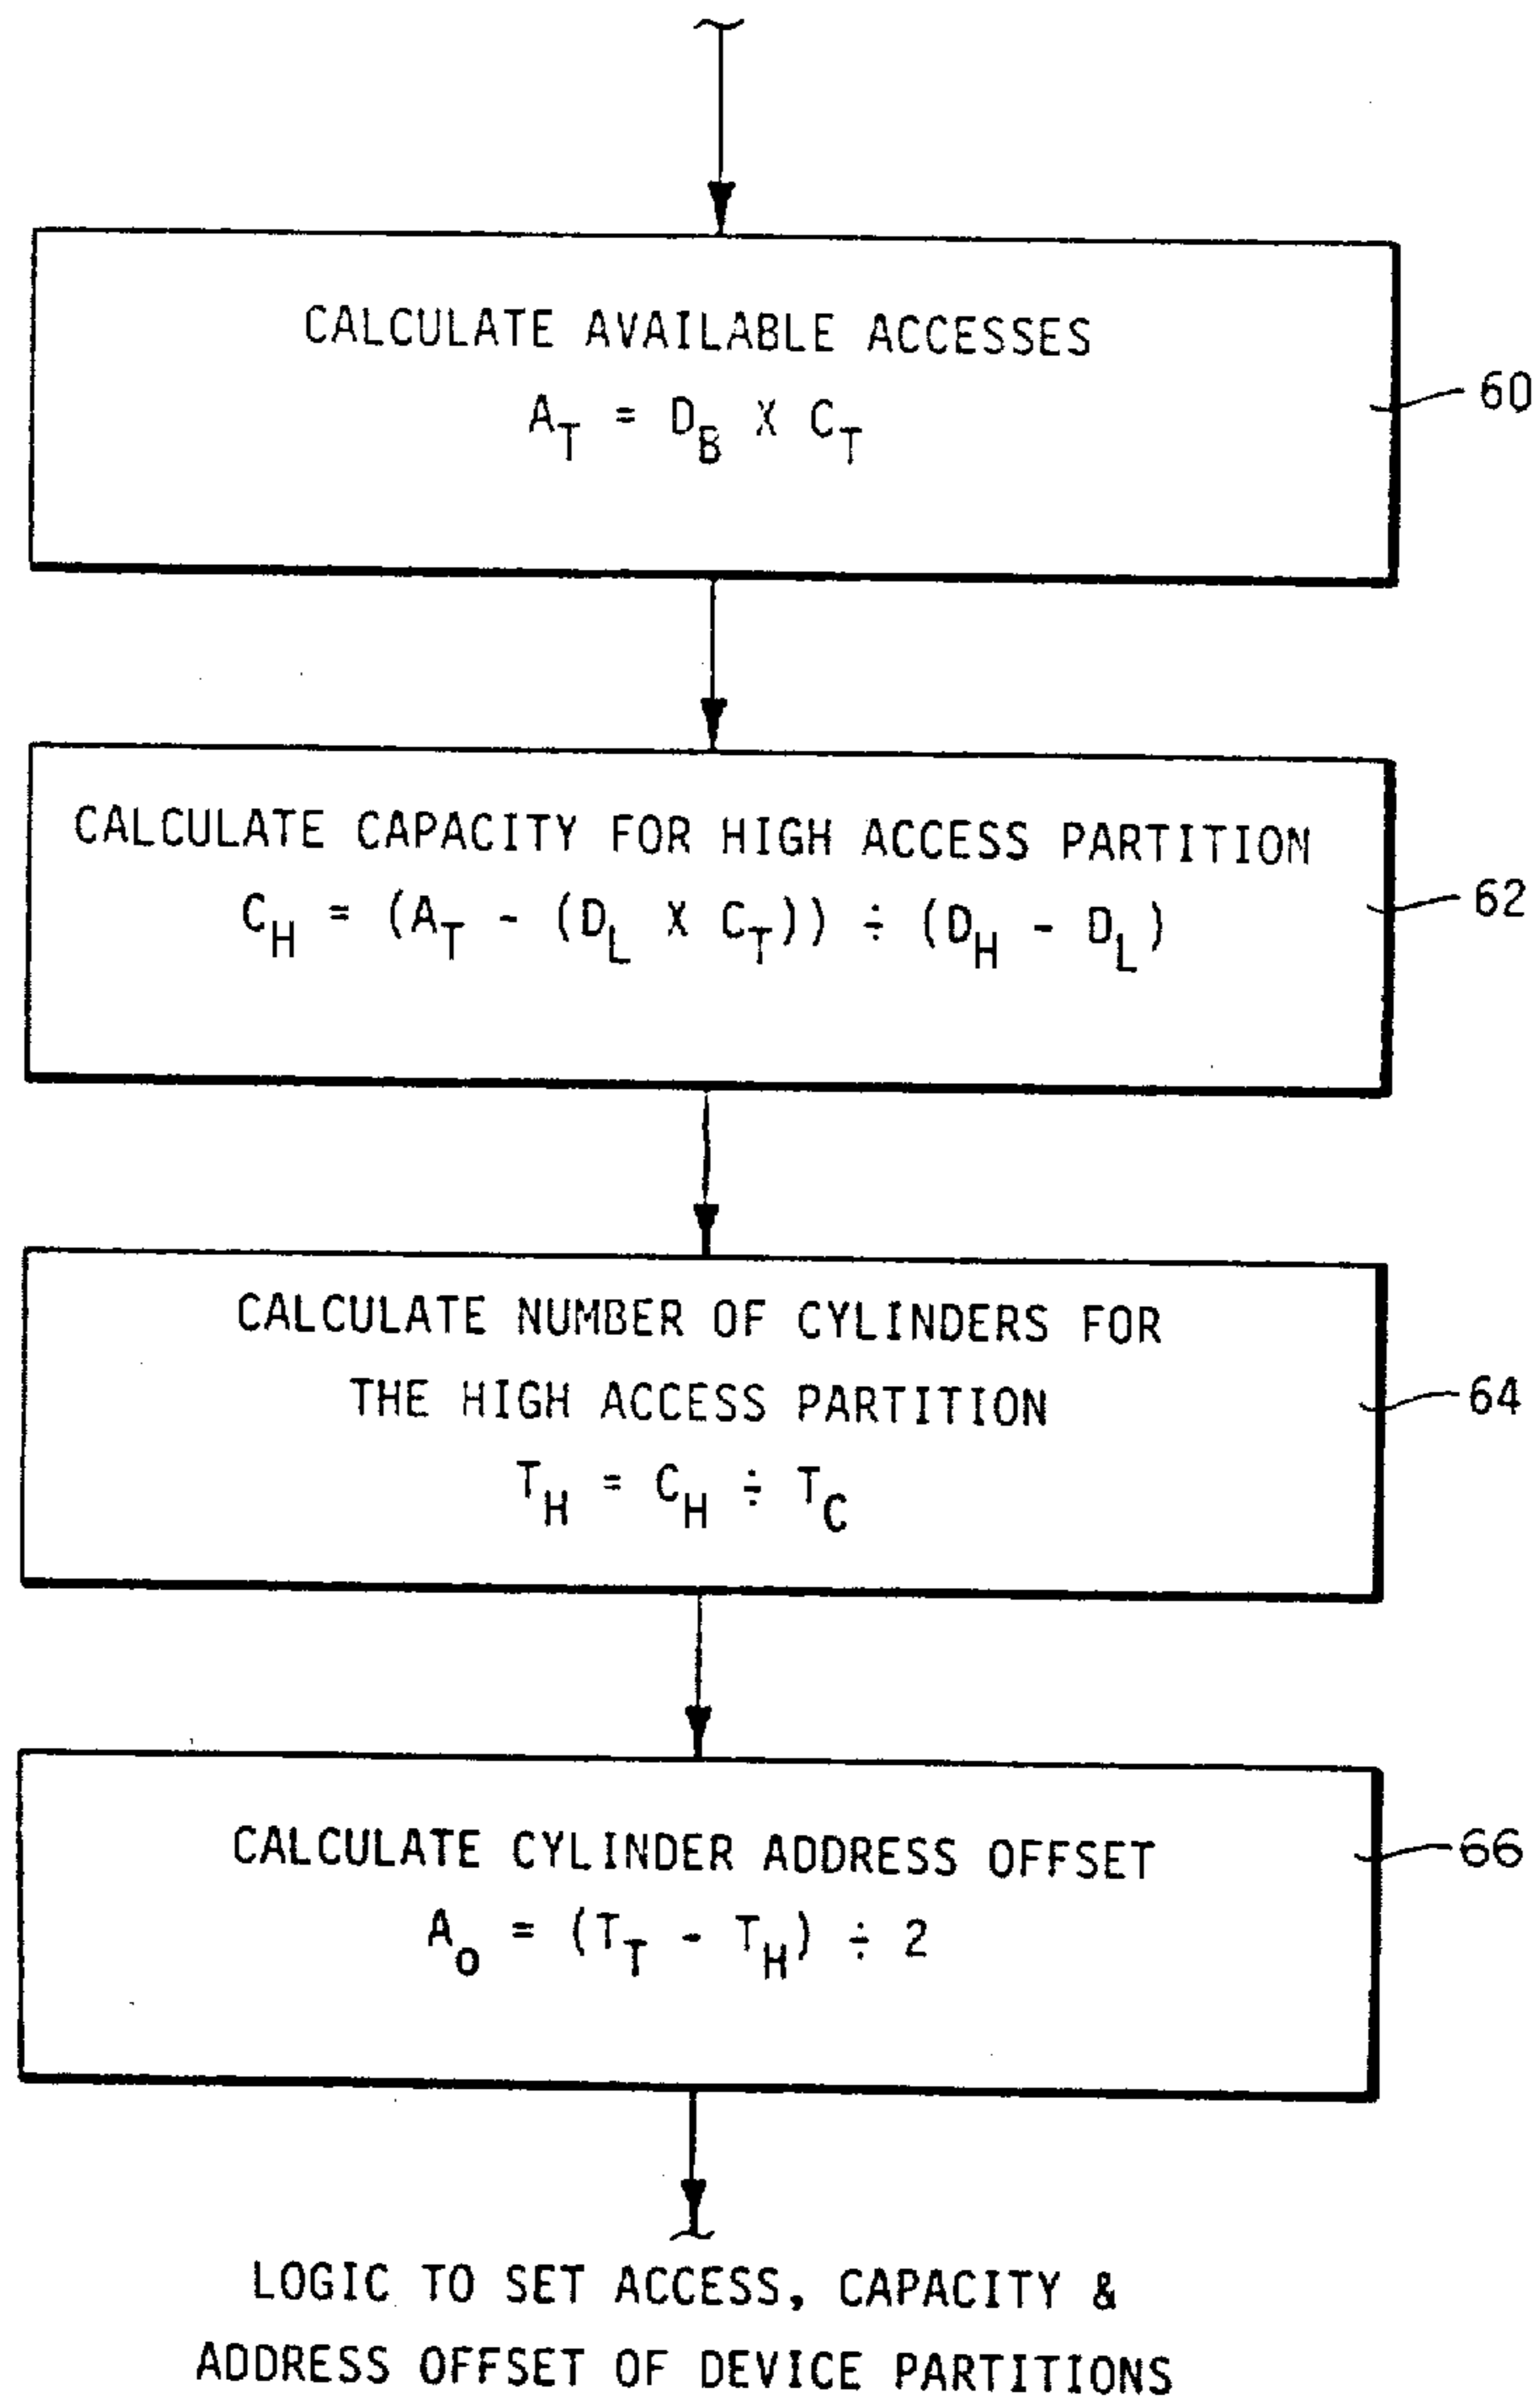 CALCULATE AVAILABLE ACCESSES
A_T = D_B X C_T
60
CALCULATE CAPACITY FOR HIGH ACCESS PARTITION
C_H = (A_T - (D_L X C_T)) ÷ (D_H - D_L)
62
CALCULATE NUMBER OF CYLINDERS FOR
THE HIGH ACCESS PARTITION
T_H = C_H ÷ T_C
64
CALCULATE CYLINDER ADDRESS OFFSET
A_O = (T_T - T_H) ÷ 2
66
LOGIC TO SET ACCESS, CAPACITY &
ADDRESS OFFSET OF DEVICE PARTITIONS